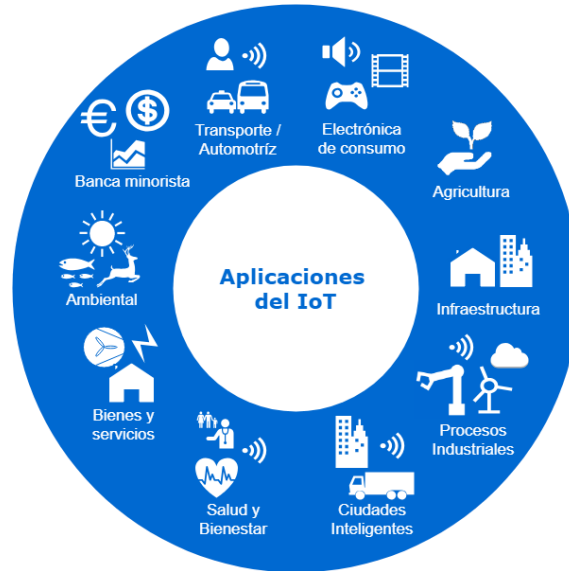 Aplicaciones
del IoT
Transporte /
Automotríz
Electrónica
de consumo
Agricultura
Infraestructura
Procesos
Industriales
Ciudades
Inteligentes
Salud y
Bienestar
Bienes y
servicios
Ambiental
Banca minorista
€
$